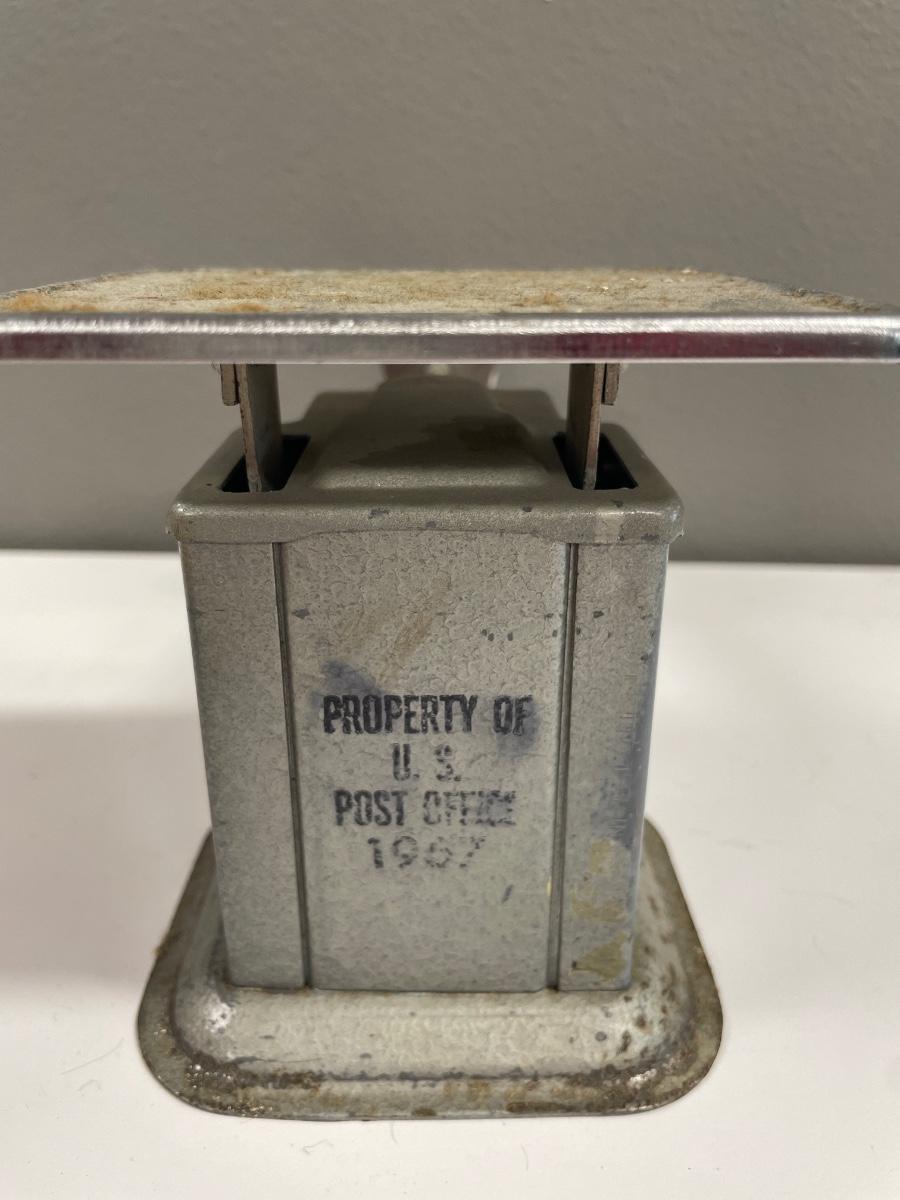 PROPERTY OF
U. S.
POST OFFICE
1967